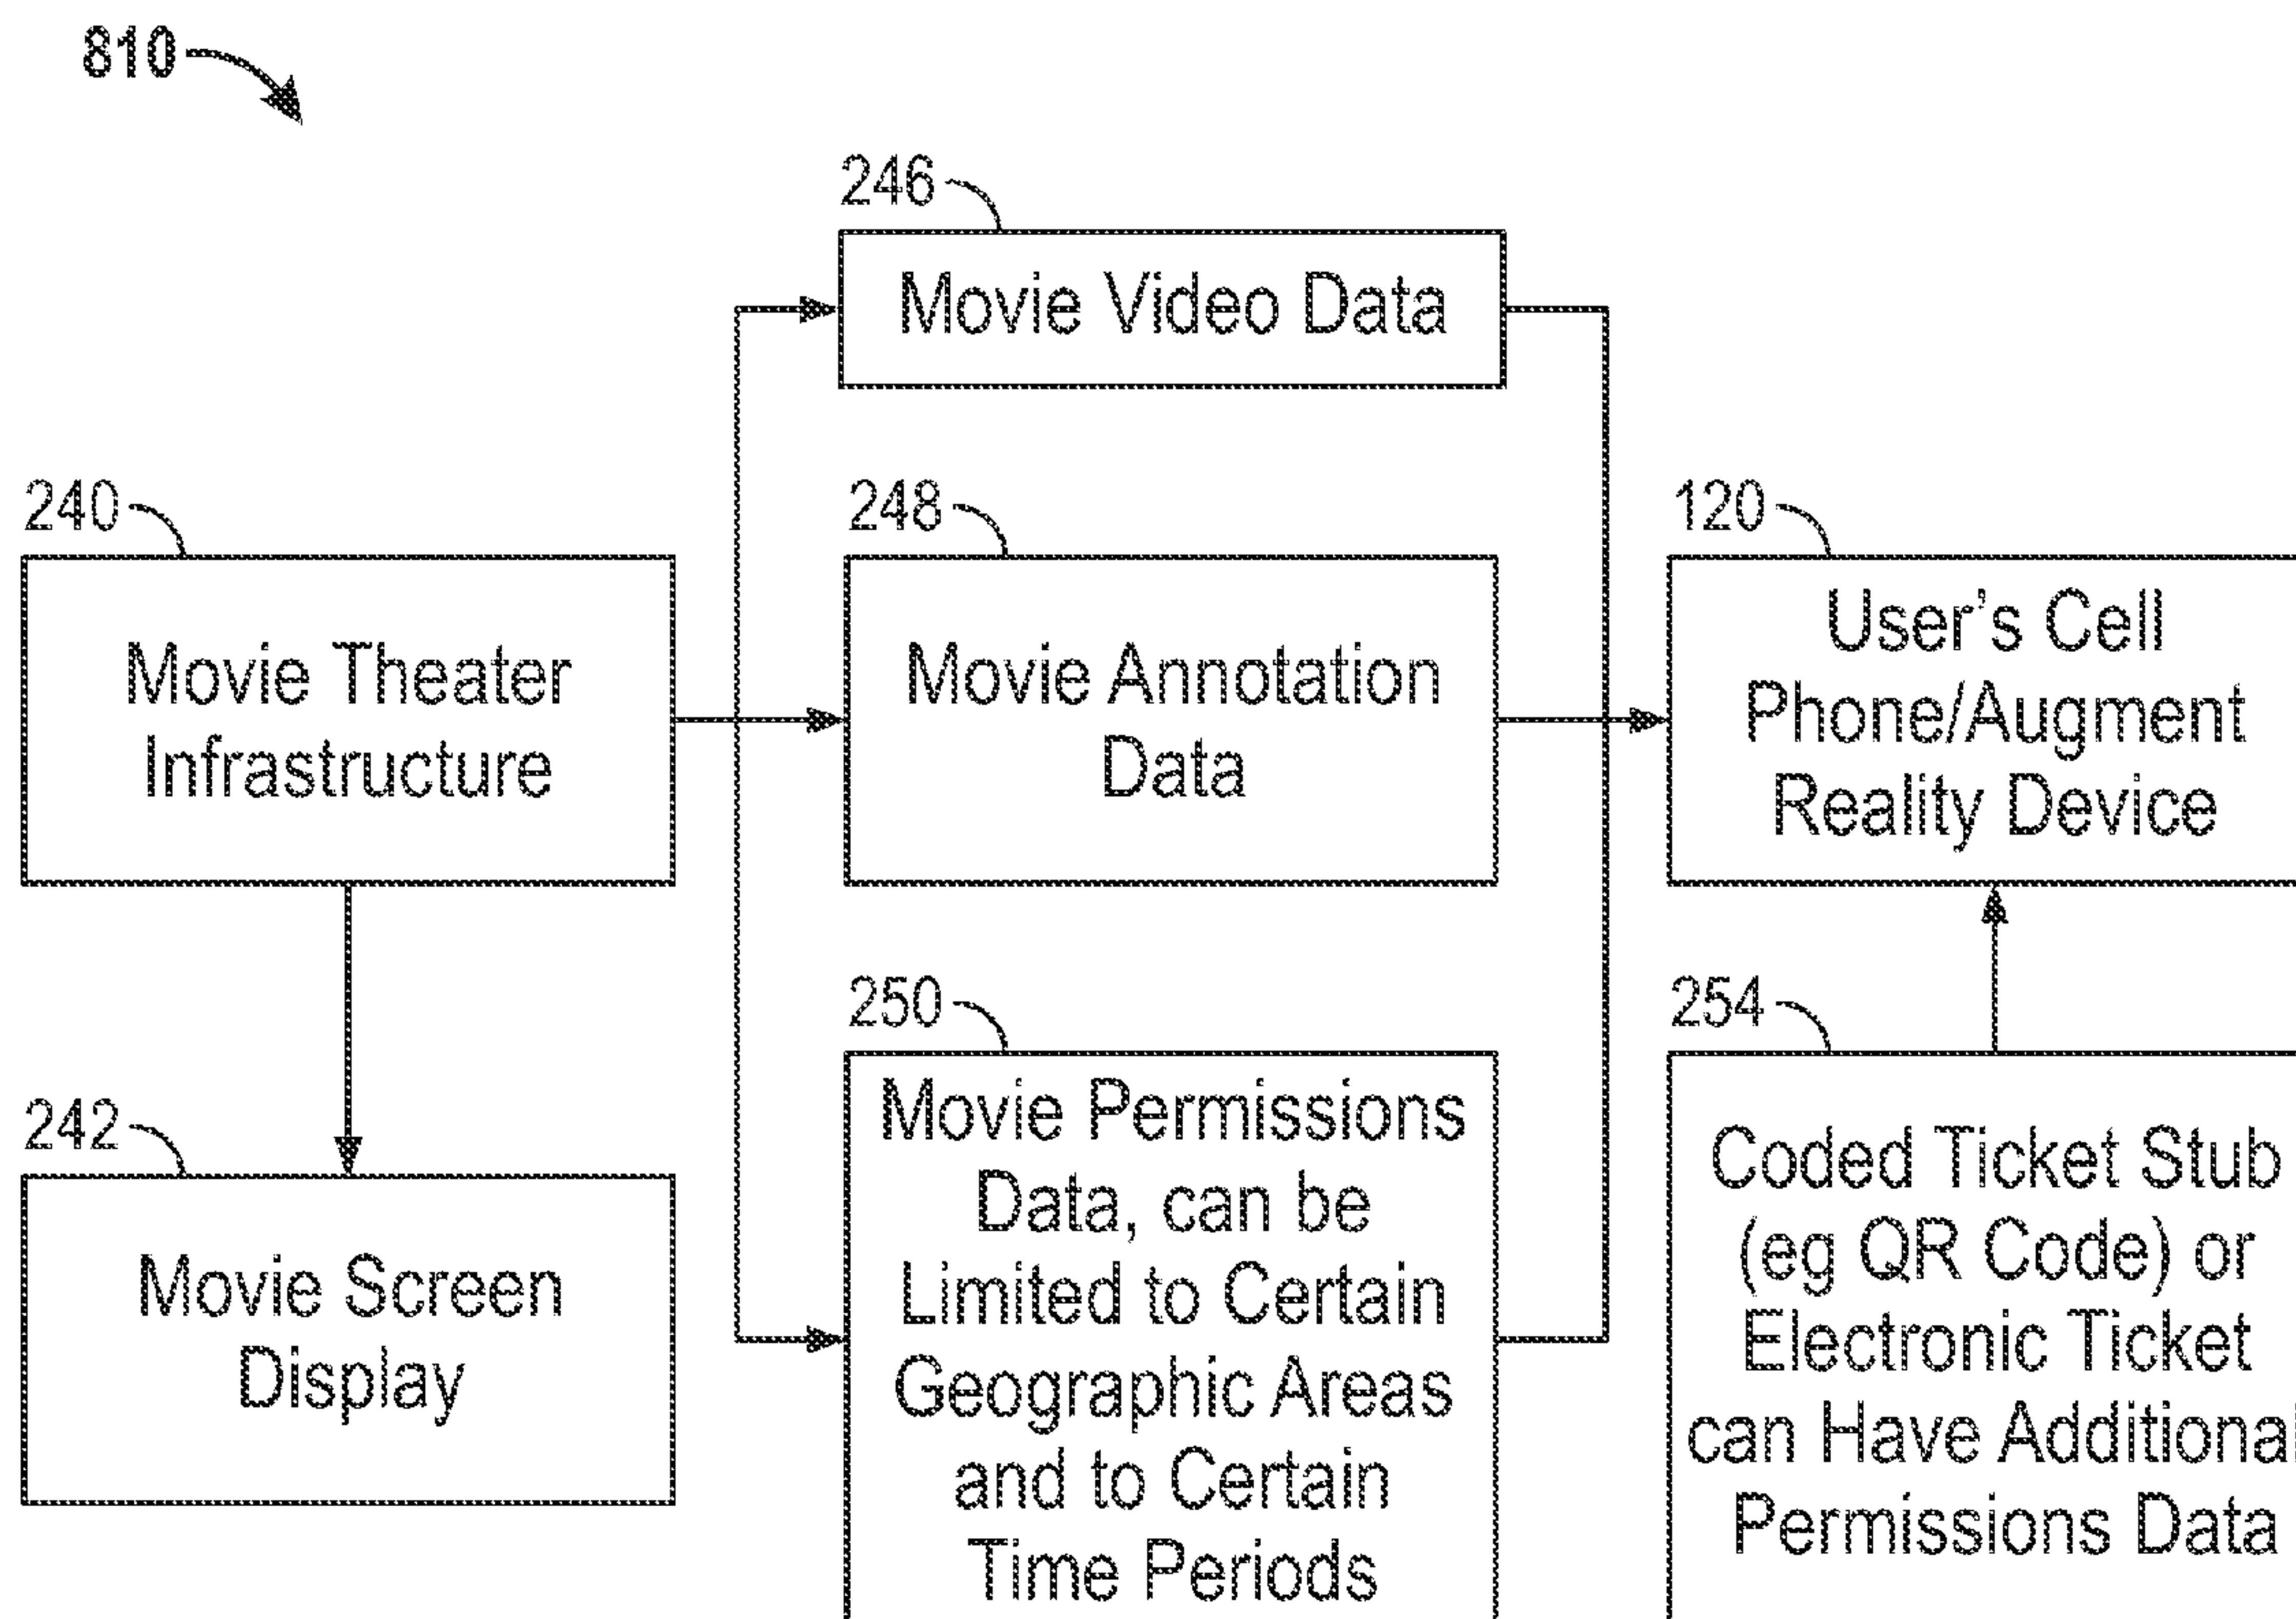 810
246
Movie Video Data
240
Movie Theater
Infrastructure
248
Movie Annotation
Data
120
User's Cell
Phone/Augment
Reality Device
242
Movie Screen
Display
250
Movie Permissions
Data, can be
Limited to Certain
Geographic Areas
and to Certain
Time Periods
254
Coded Ticket Stub
(eg QR Code) or
Electronic Ticket
can Have Additional
Permissions Data